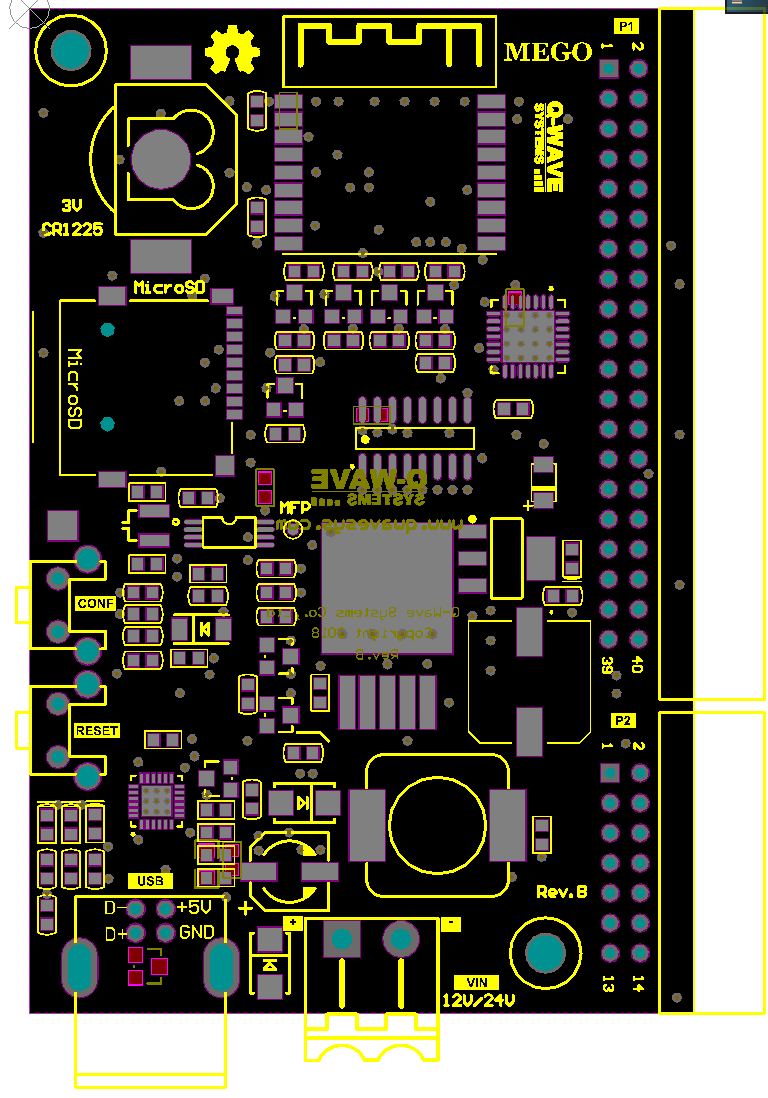 P1
1 2
MEGO
Q-WAVE
SYSTEMS
3V
CR1225
MicroSD
MicroSD
Q-WAVE
SYSTEMS
MFP
www.qwavesys.com
CONF
Q-Wave Systems Co.
Copyright 2018
Rev.B
39 40
RESET
P2
1 2
USB
Rev.B
D- +5V
D+ GND
+
+ -
VIN
12V/24V
13 14